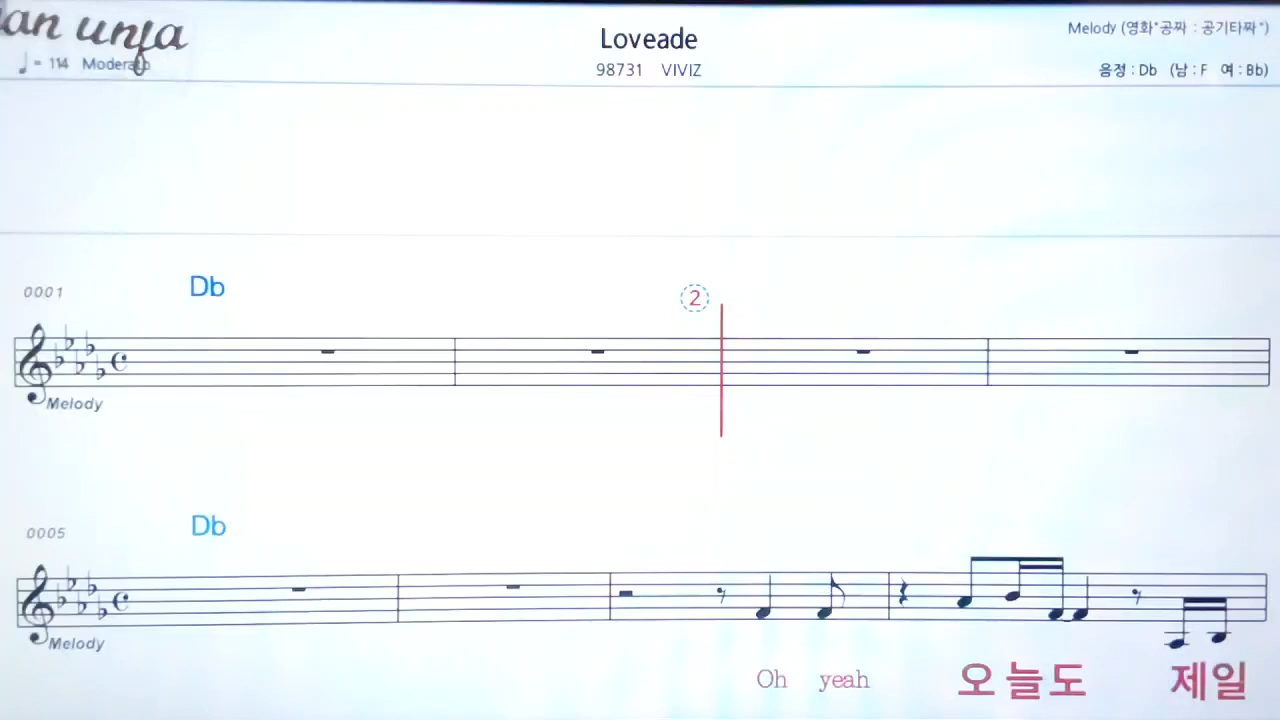 an unja
Loveade
Melody (영화"공짜 : 공기타짜")
♩ = 114 Moderato
98731 VIVIZ
음정 : Db (남 : F 여 : Bb)
0001 Db
2
Melody
0005 Db
Melody
Oh yeah 오늘도 제일